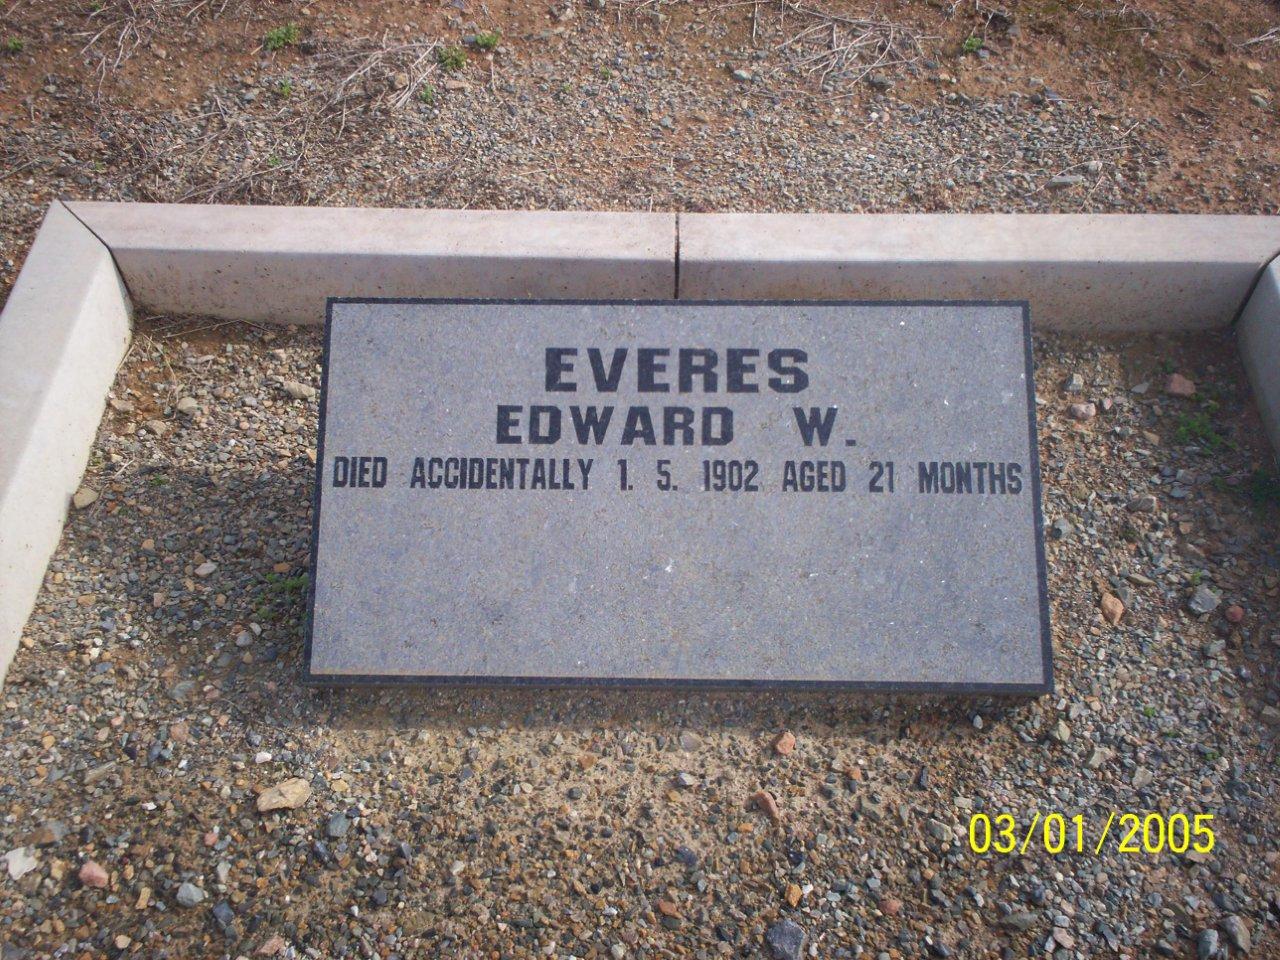 EVERES
EDWARD W.
DIED ACCIDENTALLY 1. 5. 1902 AGED 21 MONTHS
03/01/2005